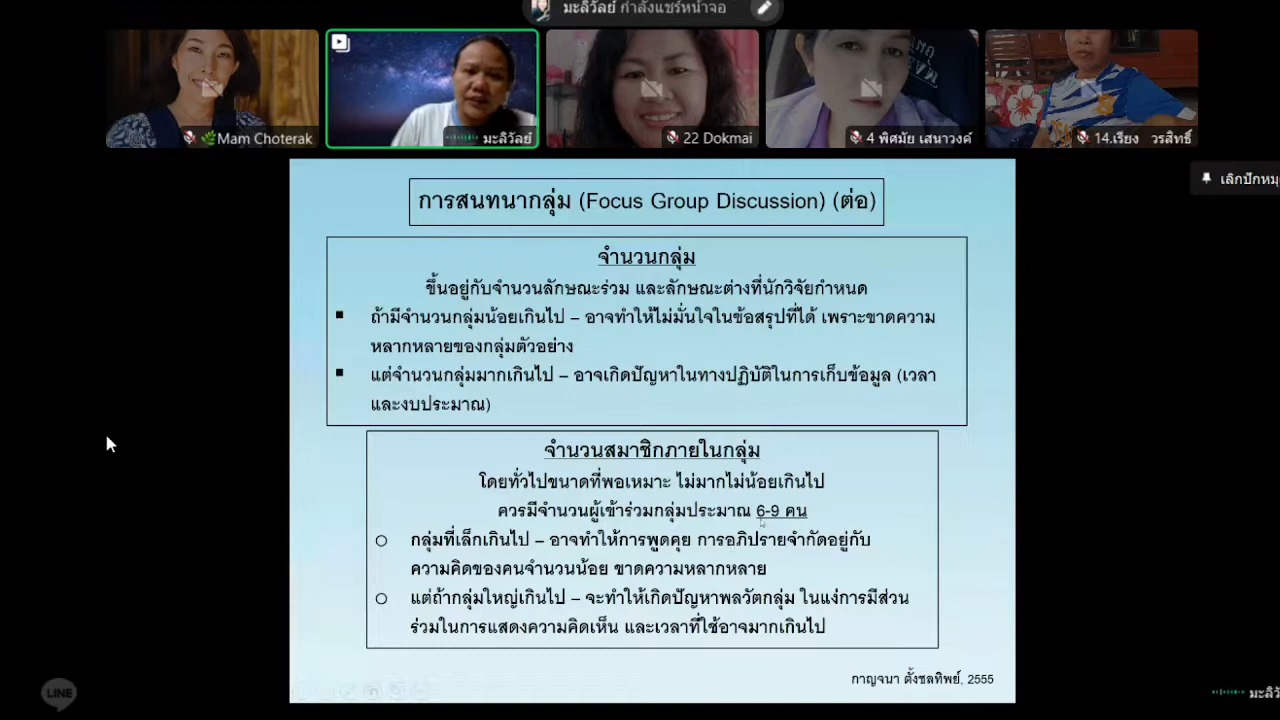 มะลิวัลย์ กำลังแชร์หน้าจอ
Mam Choterak
มะลิวัลย์
22 Dokmai
4 พิศมัย เสนาวงค์
14.เรียง วรสิทธิ์
เลิกปักหมุ
การสนทนากลุ่ม (Focus Group Discussion) (ต่อ)
จำนวนกลุ่ม
ขึ้นอยู่กับจำนวนลักษณะร่วม และลักษณะต่างที่นักวิจัยกำหนด
▪ ถ้ามีจำนวนกลุ่มน้อยเกินไป – อาจทำให้ไม่มั่นใจในข้อสรุปที่ได้ เพราะขาดความ
หลากหลายของกลุ่มตัวอย่าง
▪ แต่จำนวนกลุ่มมากเกินไป – อาจเกิดปัญหาในทางปฏิบัติในการเก็บข้อมูล (เวลา
และงบประมาณ)
จำนวนสมาชิกภายในกลุ่ม
โดยทั่วไปขนาดที่พอเหมาะ ไม่มากไม่น้อยเกินไป
ควรมีจำนวนผู้เข้าร่วมกลุ่มประมาณ 6-9 คน
○ กลุ่มที่เล็กเกินไป – อาจทำให้การพูดคุย การอภิปรายจำกัดอยู่กับ
ความคิดของคนจำนวนน้อย ขาดความหลากหลาย
○ แต่ถ้ากลุ่มใหญ่เกินไป – จะทำให้เกิดปัญหาพลวัตกลุ่ม ในแง่การมีส่วน
ร่วมในการแสดงความคิดเห็น และเวลาที่ใช้อาจมากเกินไป
กาญจนา ตั้งชลทิพย์, 2555
LINE
มะลิวั